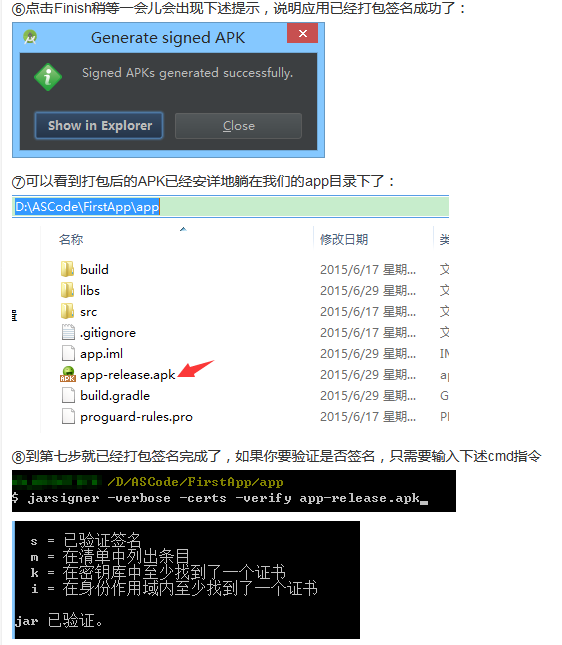 ⑥点击Finish稍等一会儿会出现下述提示，说明应用已经打包签名成功了：
Generate signed APK
Signed APKs generated successfully.
Show in Explorer
Close
⑦可以看到打包后的APK已经安详地躺在我们的app目录下了：
D:\ASCode\FirstApp\app
名称 修改日期
build 2015/6/17 星期...
libs 2015/6/29 星期...
src 2015/6/17 星期...
.gitignore 2015/6/17 星期...
app.iml 2015/6/29 星期... IN
APK app-release.apk 2015/6/29 星期... ap
build.gradle 2015/6/29 星期... G
proguard-rules.pro 2015/6/17 星期...
⑧到第七步就已经打包签名完成了，如果你要验证是否签名，只需要输入下述cmd指令
/D/ASCode/FirstApp/app
$ jarsigner -verbose -certs -verify app-release.apk
s = 已验证签名
m = 在清单中列出条目
k = 在密钥库中至少找到了一个证书
i = 在身份作用域内至少找到了一个证书
jar 已验证。